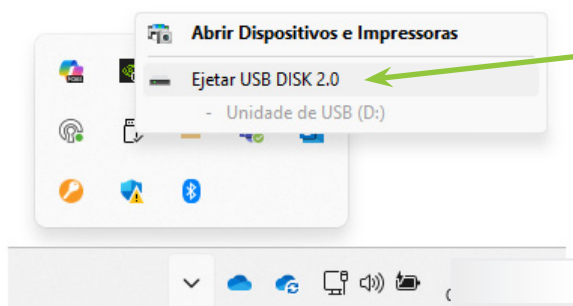 Abrir Dispositivos e Impressoras
Ejetar USB DISK 2.0
- Unidade de USB (D:)